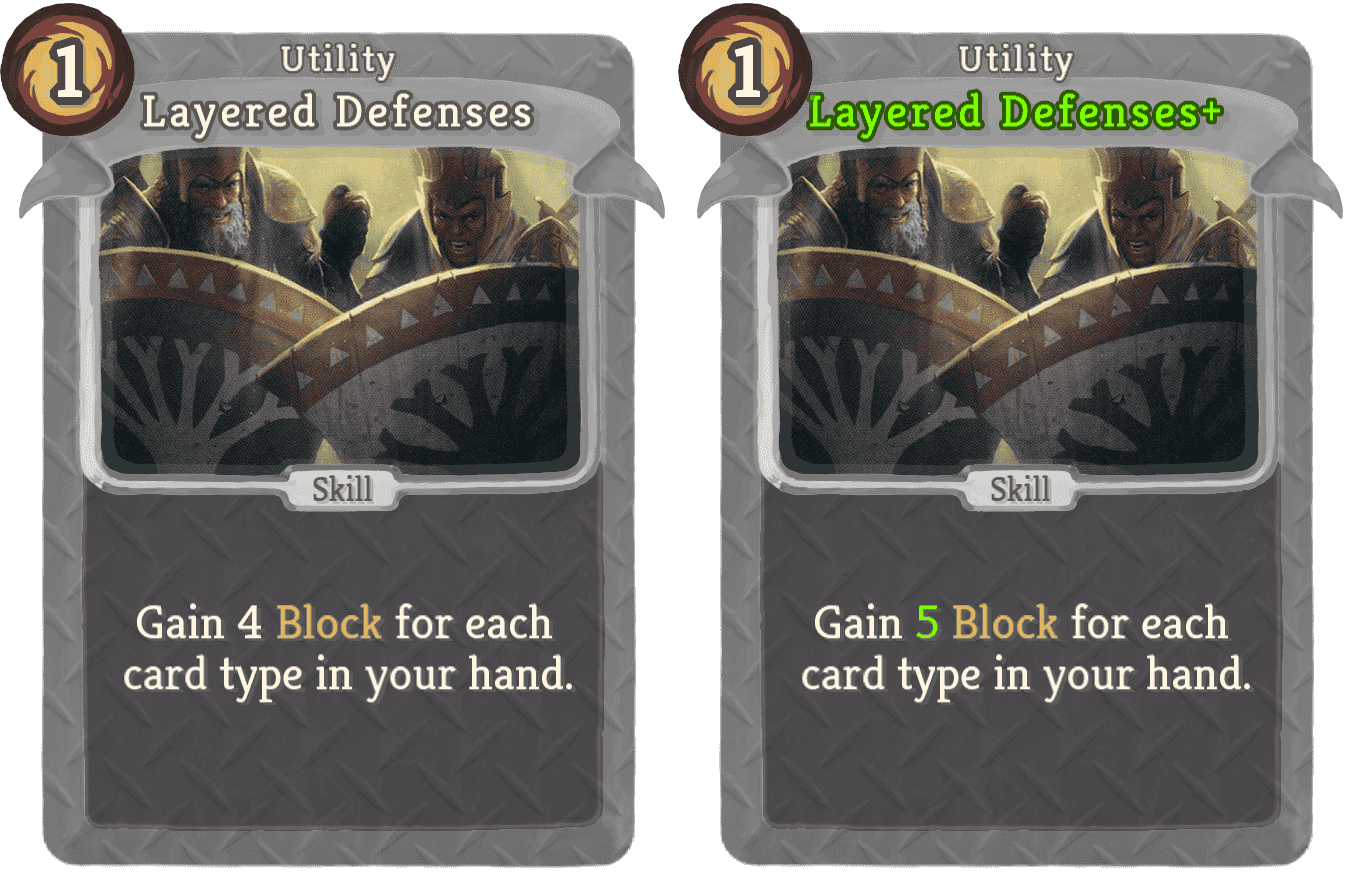 1
Utility
Layered Defenses
Skill
Gain 4 Block for each
card type in your hand.
1
Utility
Layered Defenses+
Skill
Gain 5 Block for each
card type in your hand.